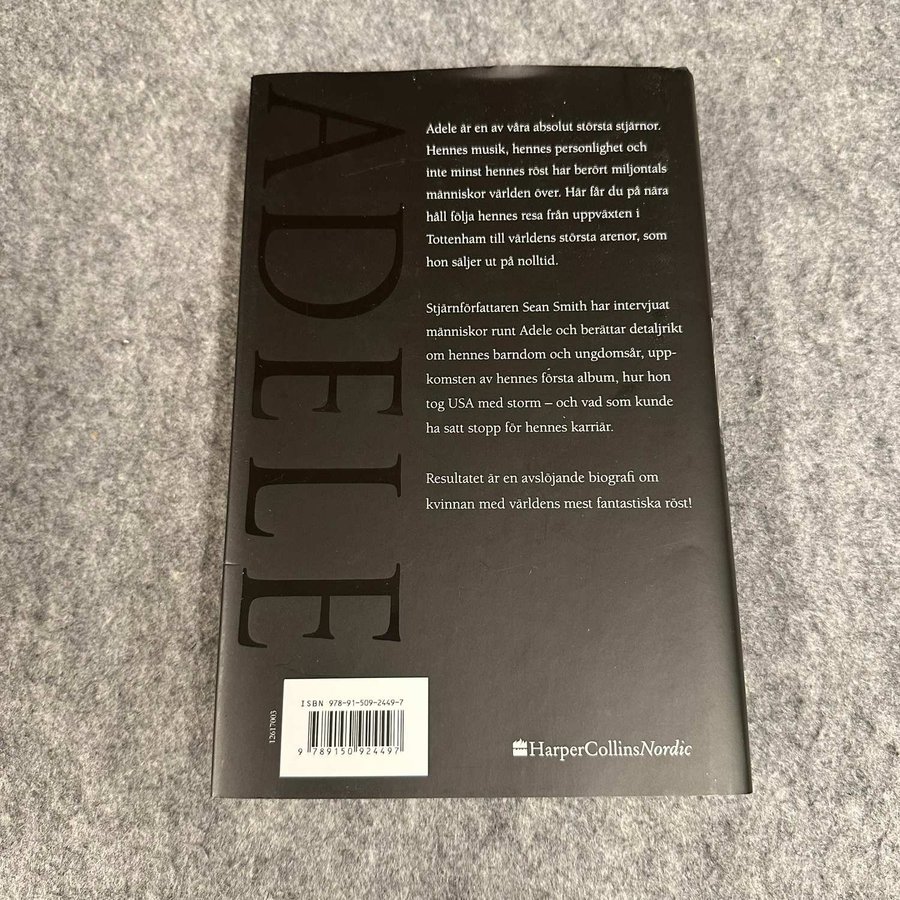 ADELE
Adele är en av våra absolut största stjärnor.
Hennes musik, hennes personlighet och
inte minst hennes röst har berört miljontals
människor världen över. Här får du på nära
håll följa hennes resa från uppväxten i
Tottenham till världens största arenor, som
hon säljer ut på nolltid.
Stjärnförfattaren Sean Smith har intervjuat
människor runt Adele och berättar detaljrikt
om hennes barndom och ungdomsår, upp-
komsten av hennes första album, hur hon
tog USA med storm – och vad som kunde
ha satt stopp för hennes karriär.
Resultatet är en avslöjande biografi om
kvinnan med världens mest fantastiska röst!
ISBN 978-91-509-2449-7
9 789150 924497
12617003
HarperCollinsNordic